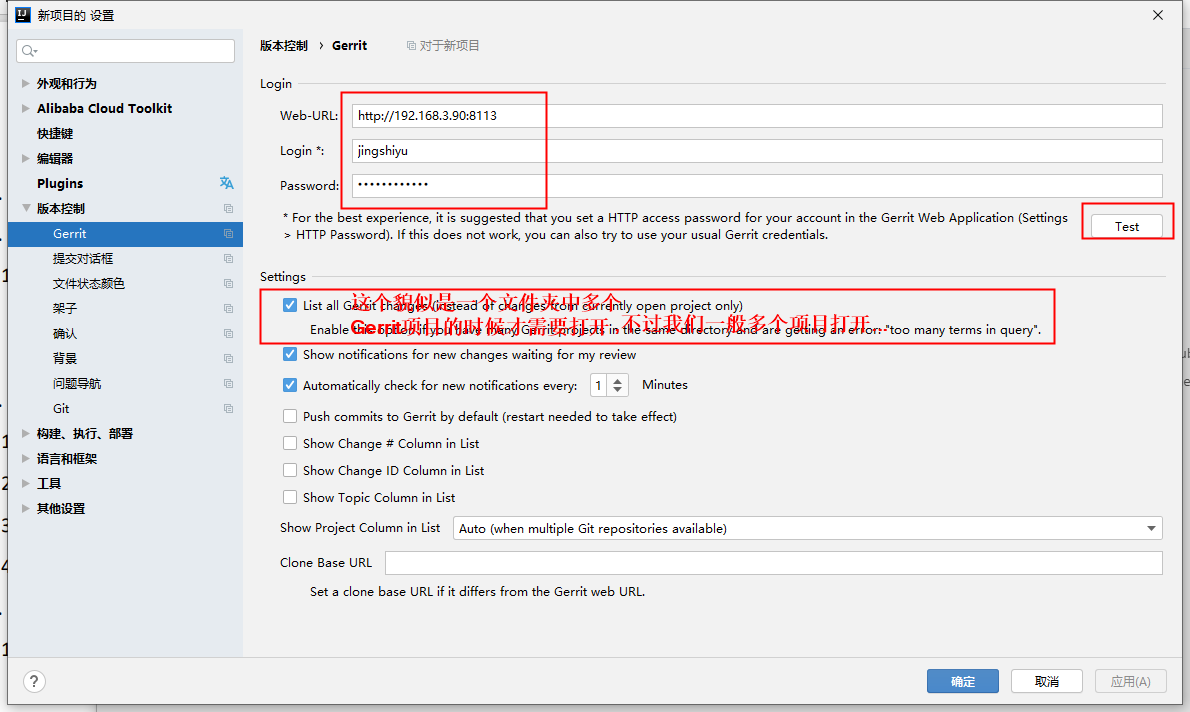 新项目的 设置
版本控制 › Gerrit 对于新项目
外观和行为
Alibaba Cloud Toolkit
快捷键
编辑器
Plugins
版本控制
Gerrit
提交对话框
文件状态颜色
架子
确认
背景
问题导航
Git
构建、执行、部署
语言和框架
工具
其他设置
Login
Web-URL: http://192.168.3.90:8113
Login *: jingshiyu
Password: ••••••••••••
* For the best experience, it is suggested that you set a HTTP access password for your account in the Gerrit Web Application (Settings
> HTTP Password). If this does not work, you can also try to use your usual Gerrit credentials.
Test
Settings
List all Gerrit changes (instead of changes from currently open project only)
这个貌似是一个文件夹中多个
Gerrit项目的时候才需要打开，不过我们一般多个项目打开..
Enable this option if you have many Gerrit projects in the same directory and are getting an error: "too many terms in query".
Show notifications for new changes waiting for my review
Automatically check for new notifications every: 1 Minutes
Push commits to Gerrit by default (restart needed to take effect)
Show Change # Column in List
Show Change ID Column in List
Show Topic Column in List
Show Project Column in List Auto (when multiple Git repositories available)
Clone Base URL
Set a clone base URL if it differs from the Gerrit web URL.
?
确定
取消
应用(A)